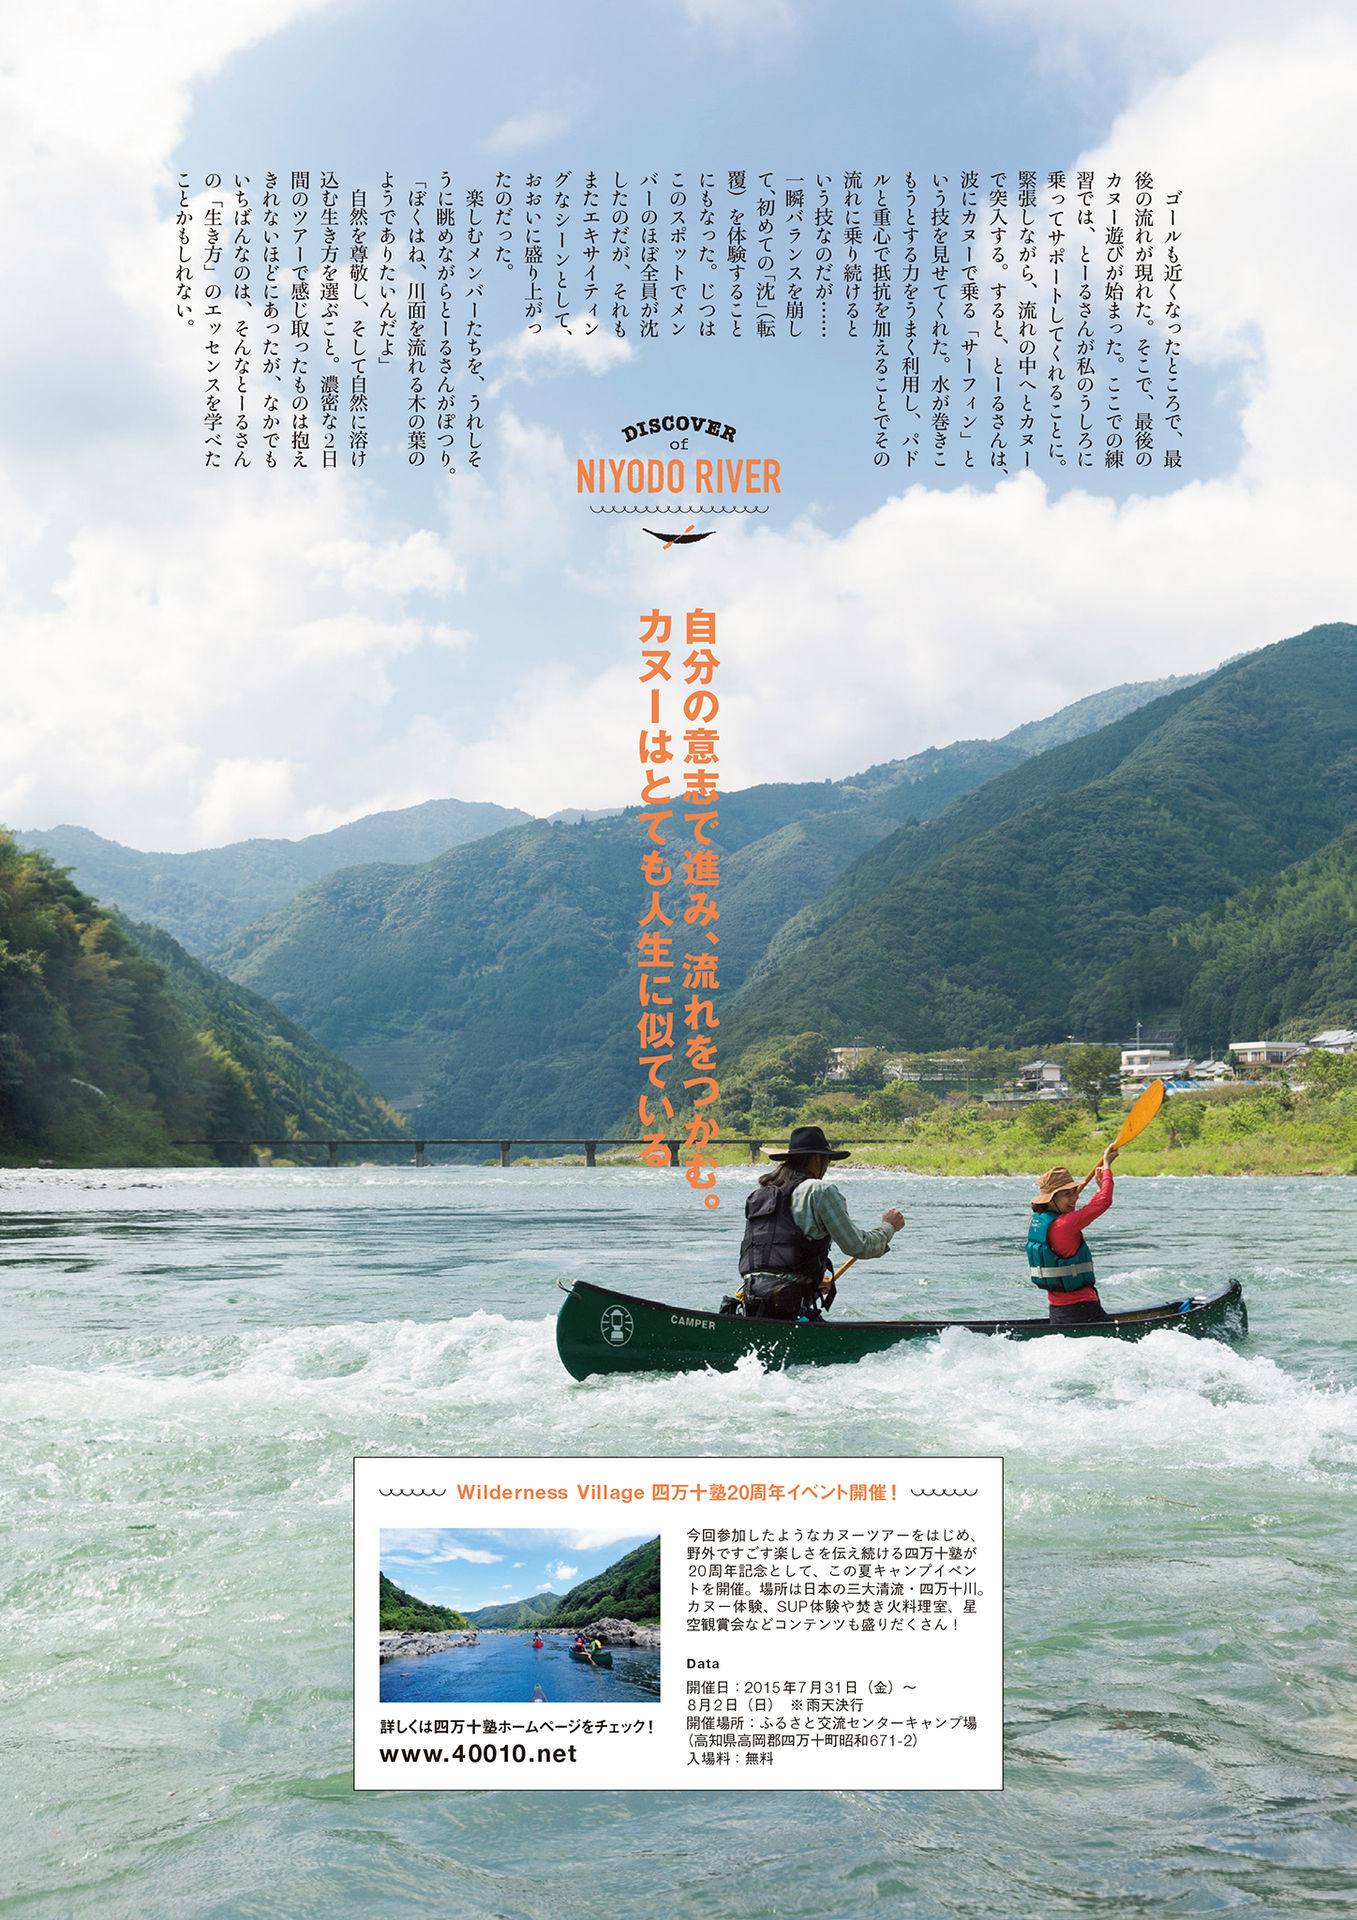 ゴールも近くなったところで、最
後の流れが現れた。そこで、最後の
カヌー遊びが始まった。ここでの練
習では、とーるさんが私のうしろに
乗ってサポートしてくれることに。
緊張しながら、流れの中へとカヌー
で突入する。すると、とーるさんは、
波にカヌーで乗る「サーフィン」と
いう技を見せてくれた。水が巻きこ
もうとする力をうまく利用し、パド
ルと重心で抵抗を加えることでその
流れに乗り続けると
いう技なのだが……
一瞬バランスを崩し
て、初めての「沈」(転
覆)を体験すること
にもなった。じつは
このスポットでメン
バーのほぼ全員が沈
したのだが、それも
またエキサイティン
グなシーンとして、
おおいに盛り上がっ
たのだった。
楽しむメンバーたちを、うれしそ
うに眺めながらとーるさんがぽつり。
「ぼくはね、川面を流れる木の葉の
ようでありたいんだよ」
自然を尊敬し、そして自然に溶け
込む生き方を選ぶこと。濃密な2日
間のツアーで感じ取ったものは抱え
きれないほどにあったが、なかでも
いちばんなのは、そんなとーるさん
の「生き方」のエッセンスを学べた
ことかもしれない。
DISCOVER
of
NIYODO RIVER
自分の意志で進み、流れをつかむ。
カヌーはとても人生に似ている
CAMPER
Wilderness Village 四万十塾20周年イベント開催!
今回参加したようなカヌーツアーをはじめ、
野外ですごす楽しさを伝え続ける四万十塾が
20周年記念として、この夏キャンプイベン
トを開催。場所は日本の三大清流・四万十川。
カヌー体験、SUP体験や焚き火料理室、星
空観賞会などコンテンツも盛りだくさん!
Data
開催日:2015年7月31日(金)〜
8月2日(日) ※雨天決行
開催場所:ふるさと交流センターキャンプ場
(高知県高岡郡四万十町昭和671-2)
入場料:無料
詳しくは四万十塾ホームページをチェック!
www.40010.net